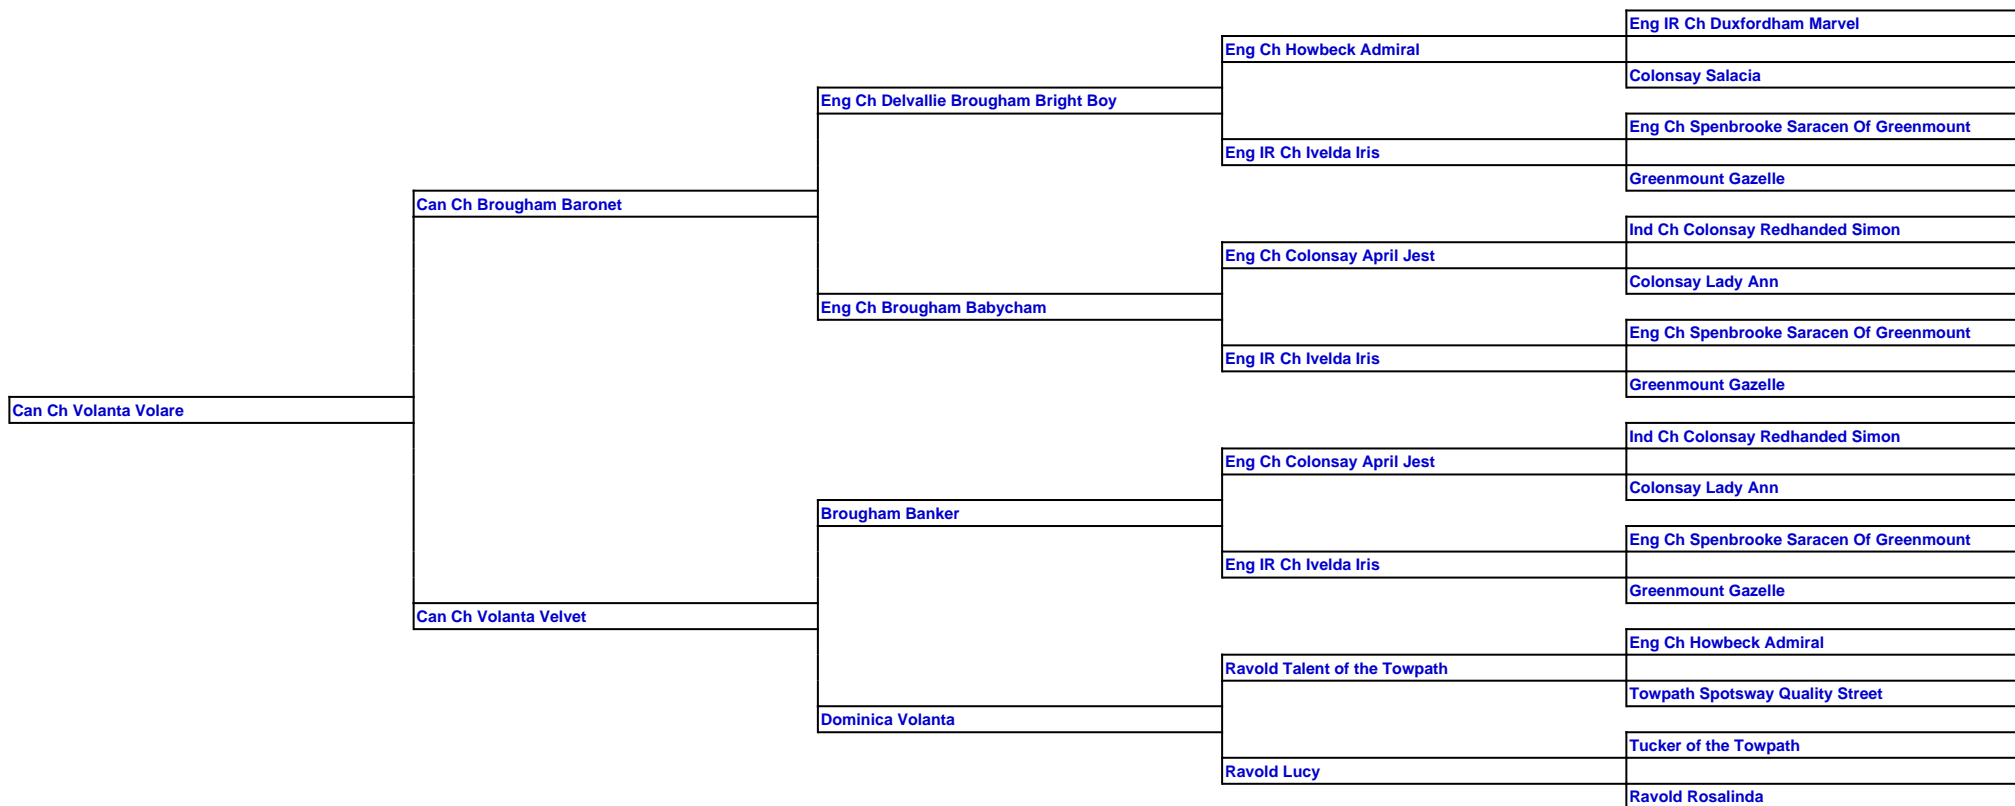 Eng IR Ch Duxfordham Marvel
Eng Ch Howbeck Admiral
Colonsay Salacia
Eng Ch Delvallie Brougham Bright Boy
Eng Ch Spenbrooke Saracen Of Greenmount
Eng IR Ch Ivelda Iris
Greenmount Gazelle
Can Ch Brougham Baronet
Ind Ch Colonsay Redhanded Simon
Eng Ch Colonsay April Jest
Colonsay Lady Ann
Eng Ch Brougham Babycham
Eng Ch Spenbrooke Saracen Of Greenmount
Eng IR Ch Ivelda Iris
Greenmount Gazelle
Can Ch Volanta Volare
Ind Ch Colonsay Redhanded Simon
Eng Ch Colonsay April Jest
Colonsay Lady Ann
Brougham Banker
Eng Ch Spenbrooke Saracen Of Greenmount
Eng IR Ch Ivelda Iris
Greenmount Gazelle
Can Ch Volanta Velvet
Eng Ch Howbeck Admiral
Ravold Talent of the Towpath
Towpath Spotsway Quality Street
Dominica Volanta
Tucker of the Towpath
Ravold Lucy
Ravold Rosalinda